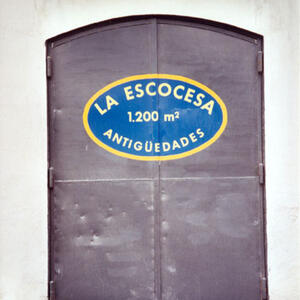 LA ESCOCESA
1.200 m²
ANTIGÜEDADES